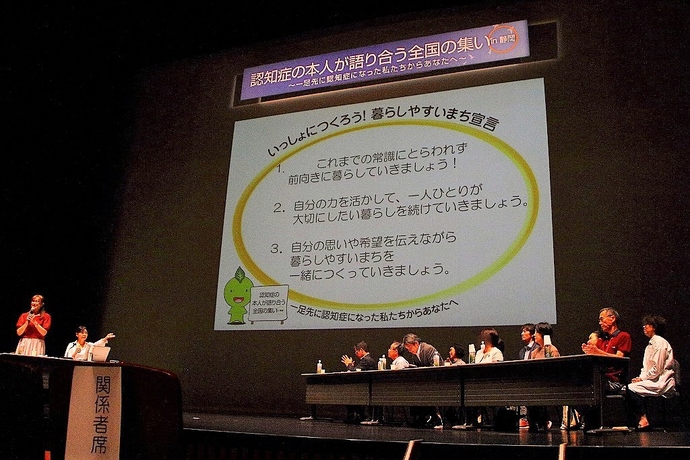 認知症の本人が語り合う全国の集い in 静岡
～一足先に認知症になった私たちからあなたへ～
いっしょにつくろう！暮らしやすいまち宣言
1. これまでの常識にとらわれず
前向きに暮らしていきましょう！
2. 自分の力を活かして、一人ひとりが
大切にしたい暮らしを続けていきましょう。
3. 自分の思いや希望を伝えながら
暮らしやすいまちを
一緒につくっていきましょう。
認知症の
本人が語り合う
全国の集い
一足先に認知症になった私たちからあなたへ
関係者席